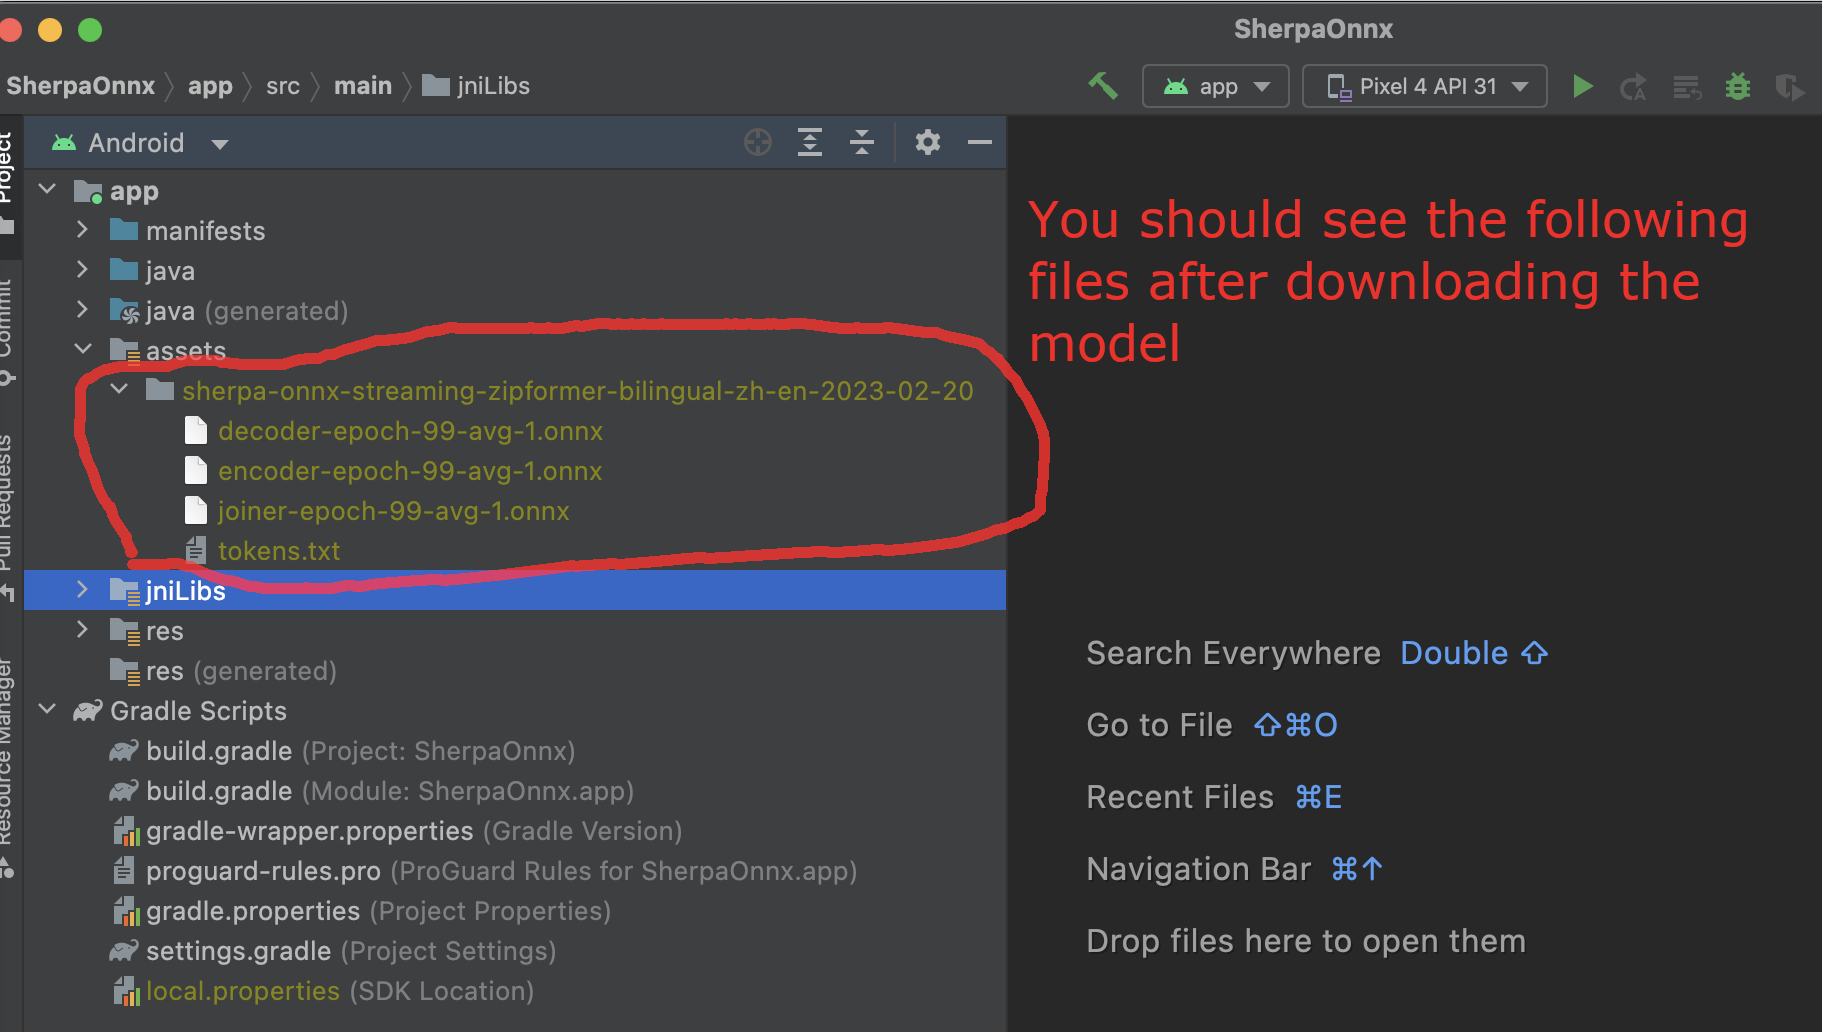 SherpaOnnx
SherpaOnnx app src main jniLibs
app
Pixel 4 API 31
Project
Commit
Pull Requests
Resource Manager
Android
app
manifests
java
java (generated)
assets
sherpa-onnx-streaming-zipformer-bilingual-zh-en-2023-02-20
decoder-epoch-99-avg-1.onnx
encoder-epoch-99-avg-1.onnx
joiner-epoch-99-avg-1.onnx
tokens.txt
jniLibs
res
res (generated)
Gradle Scripts
build.gradle (Project: SherpaOnnx)
build.gradle (Module: SherpaOnnx.app)
gradle-wrapper.properties (Gradle Version)
proguard-rules.pro (ProGuard Rules for SherpaOnnx.app)
gradle.properties (Project Properties)
settings.gradle (Project Settings)
local.properties (SDK Location)
You should see the following
files after downloading the
model
Search Everywhere Double ⇧
Go to File ⇧⌘O
Recent Files ⌘E
Navigation Bar ⌘↑
Drop files here to open them